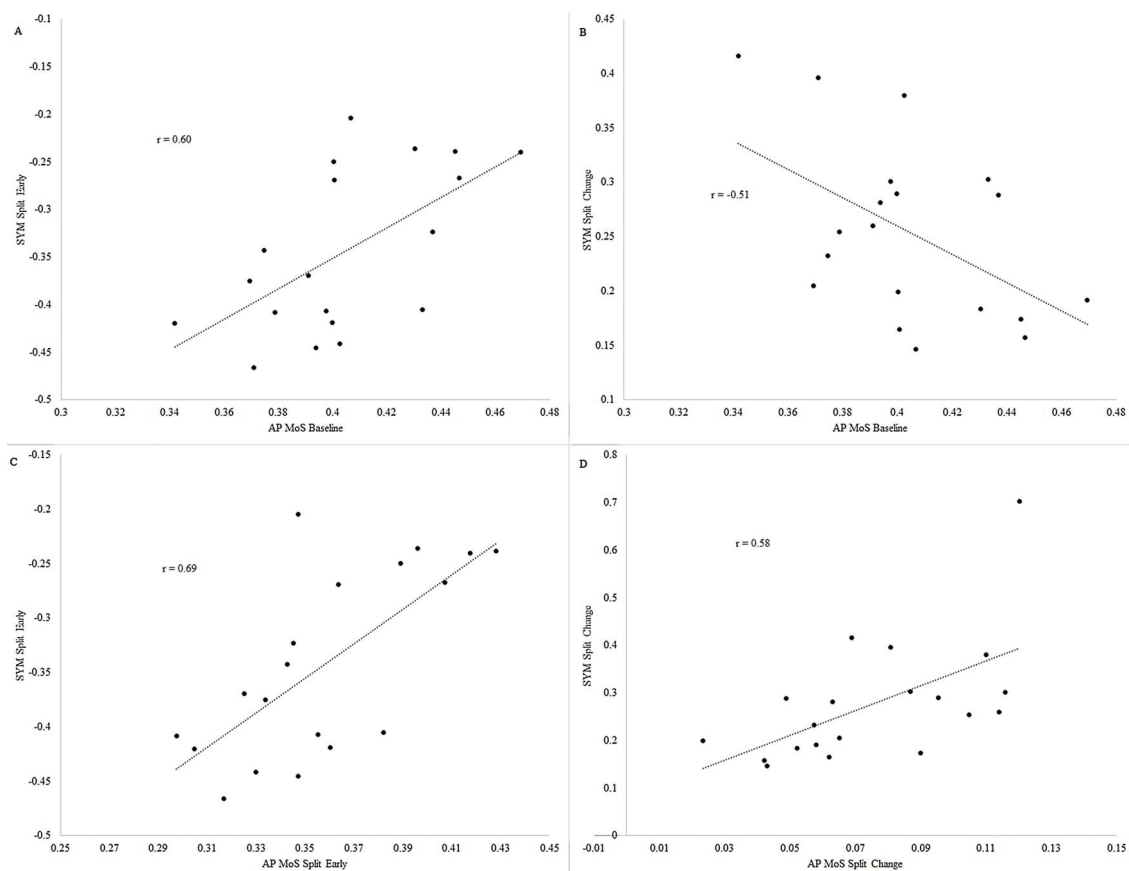 A
-0.1
-0.15
-0.2
-0.25
-0.3
-0.35
-0.4
-0.45
-0.5
SYM Split Early
r = 0.60
0.3 0.32 0.34 0.36 0.38 0.4 0.42 0.44 0.46 0.48
AP MoS Baseline
B
0.45
0.4
0.35
0.3
0.25
0.2
0.15
0.1
SYM Split Change
r = -0.51
0.3 0.32 0.34 0.36 0.38 0.4 0.42 0.44 0.46 0.48
AP MoS Baseline
C
-0.15
-0.2
-0.25
-0.3
-0.35
-0.4
-0.45
-0.5
SYM Split Early
r = 0.69
0.25 0.27 0.29 0.31 0.33 0.35 0.37 0.39 0.41 0.43 0.45
AP MoS Split Early
D
0.8
0.7
0.6
0.5
0.4
0.3
0.2
0.1
0
SYM Split Change
r = 0.58
-0.01 0.01 0.03 0.05 0.07 0.09 0.11 0.13 0.15
AP MoS Split Change